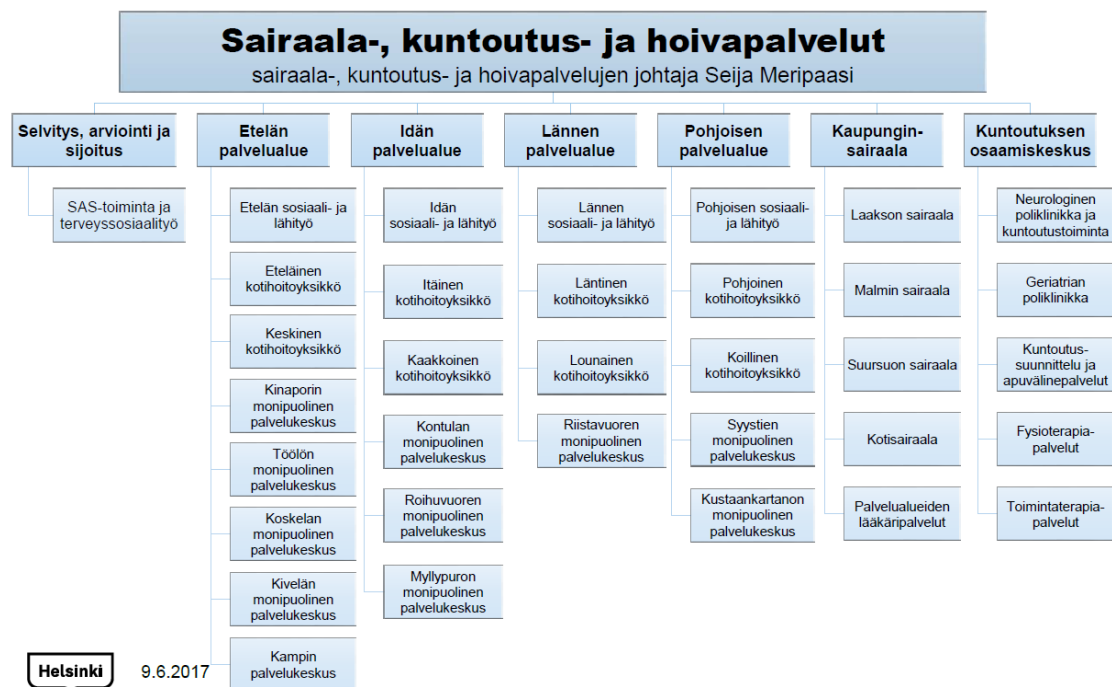 Sairaala-, kuntoutus- ja hoivapalvelut
sairaala-, kuntoutus- ja hoivapalvelujen johtaja Seija Meripaasi
Selvitys, arviointi ja
sijoitus
SAS-toiminta ja
terveyssosiaalityö
Etelän
palvelualue
Etelän sosiaali- ja
lähityö
Eteläinen
kotihoitoyksikkö
Keskinen
kotihoitoyksikkö
Kinaporin
monipuolinen
palvelukeskus
Töölön
monipuolinen
palvelukeskus
Koskelan
monipuolinen
palvelukeskus
Kivelän
monipuolinen
palvelukeskus
Kampin
palvelukeskus
Idän
palvelualue
Idän
sosiaali- ja lähityö
Itäinen
kotihoitoyksikkö
Kaakkoinen
kotihoitoyksikkö
Kontulan
monipuolinen
palvelukeskus
Roihuvuoren
monipuolinen
palvelukeskus
Myllypuron
monipuolinen
palvelukeskus
Lännen
palvelualue
Lännen
sosiaali- ja lähityö
Läntinen
kotihoitoyksikkö
Lounainen
kotihoitoyksikkö
Riistavuoren
monipuolinen
palvelukeskus
Pohjoisen
palvelualue
Pohjoisen sosiaali-
ja lähityö
Pohjoinen
kotihoitoyksikkö
Koillinen
kotihoitoyksikkö
Syystien
monipuolinen
palvelukeskus
Kustaankartanon
monipuolinen
palvelukeskus
Kaupungin-
sairaala
Laakson sairaala
Malmin sairaala
Suursuon sairaala
Kotisairaala
Palvelualueiden
lääkäripalvelut
Kuntoutuksen
osaamiskeskus
Neurologinen
poliklinikka ja
kuntoutustoiminta
Geriatrian
poliklinikka
Kuntoutus-
suunnittelu ja
apuvälinepalvelut
Fysioterapia-
palvelut
Toimintaterapia-
palvelut
Helsinki
9.6.2017